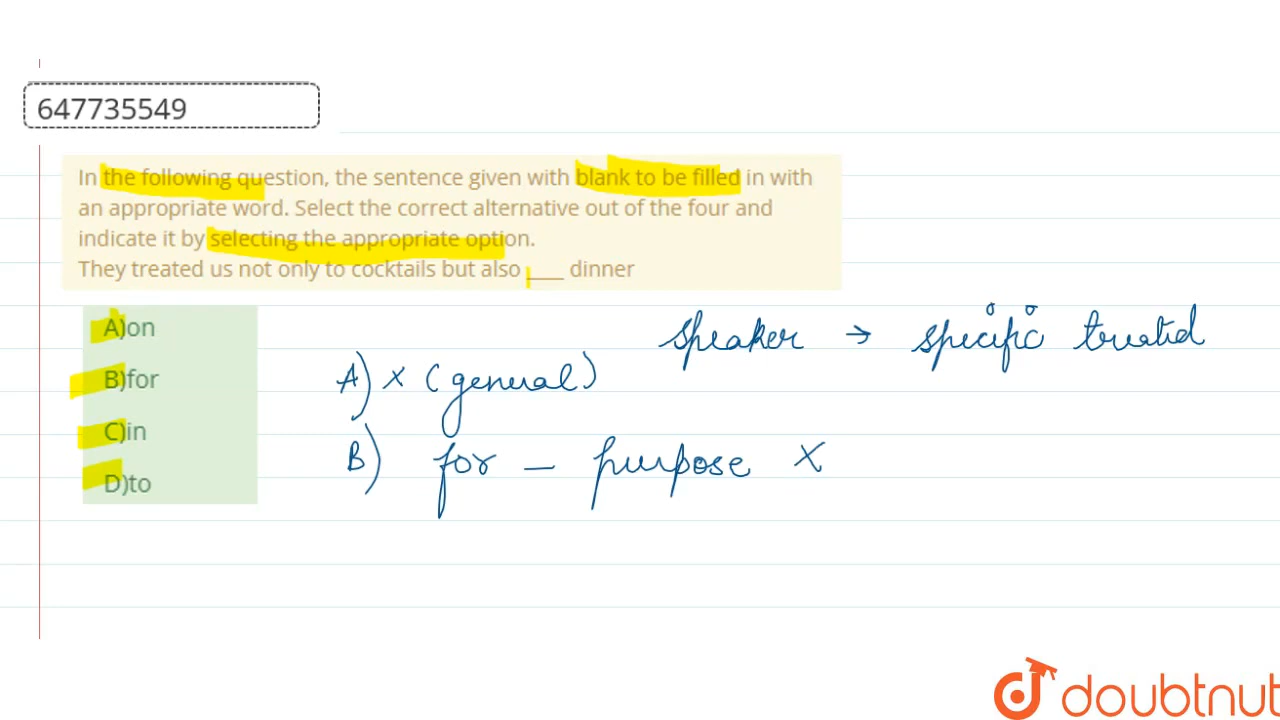 647735549
In the following question, the sentence given with blank to be filled in with
an appropriate word. Select the correct alternative out of the four and
indicate it by selecting the appropriate option.
They treated us not only to cocktails but also ____ dinner
A)on
B)for
C)in
D)to
speaker → specific treated
A) × (general)
B) for – purpose ×
doubtnut